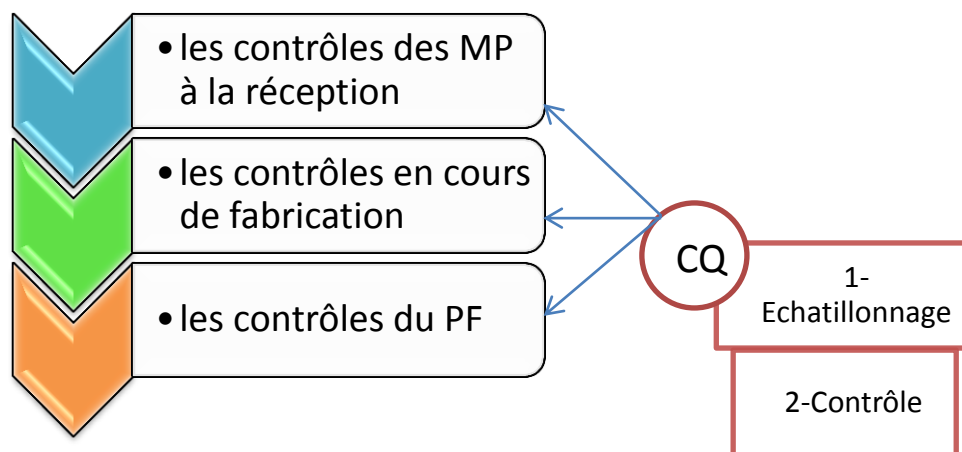 •les contrôles des MP
à la réception
•les contrôles en cours
de fabrication
•les contrôles du PF
CQ
1-
Echatillonnage
2-Contrôle